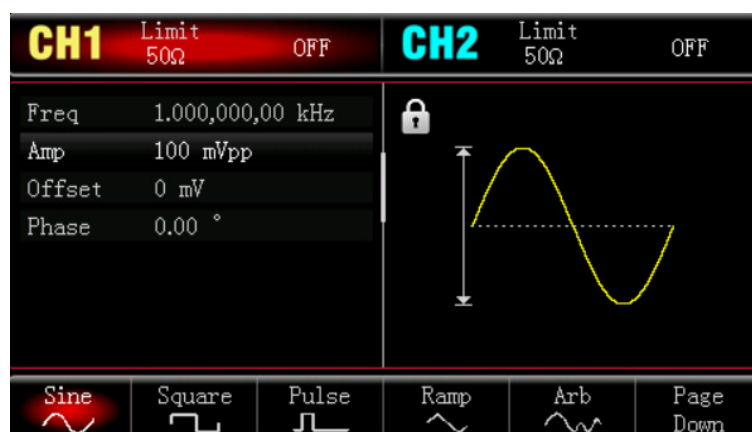 CH1 Limit 50Ω OFF CH2 Limit 50Ω OFF
Freq 1.000,000,00 kHz
Amp 100 mVpp
Offset 0 mV
Phase 0.00 °
Sine Square Pulse Ramp Arb Page Down